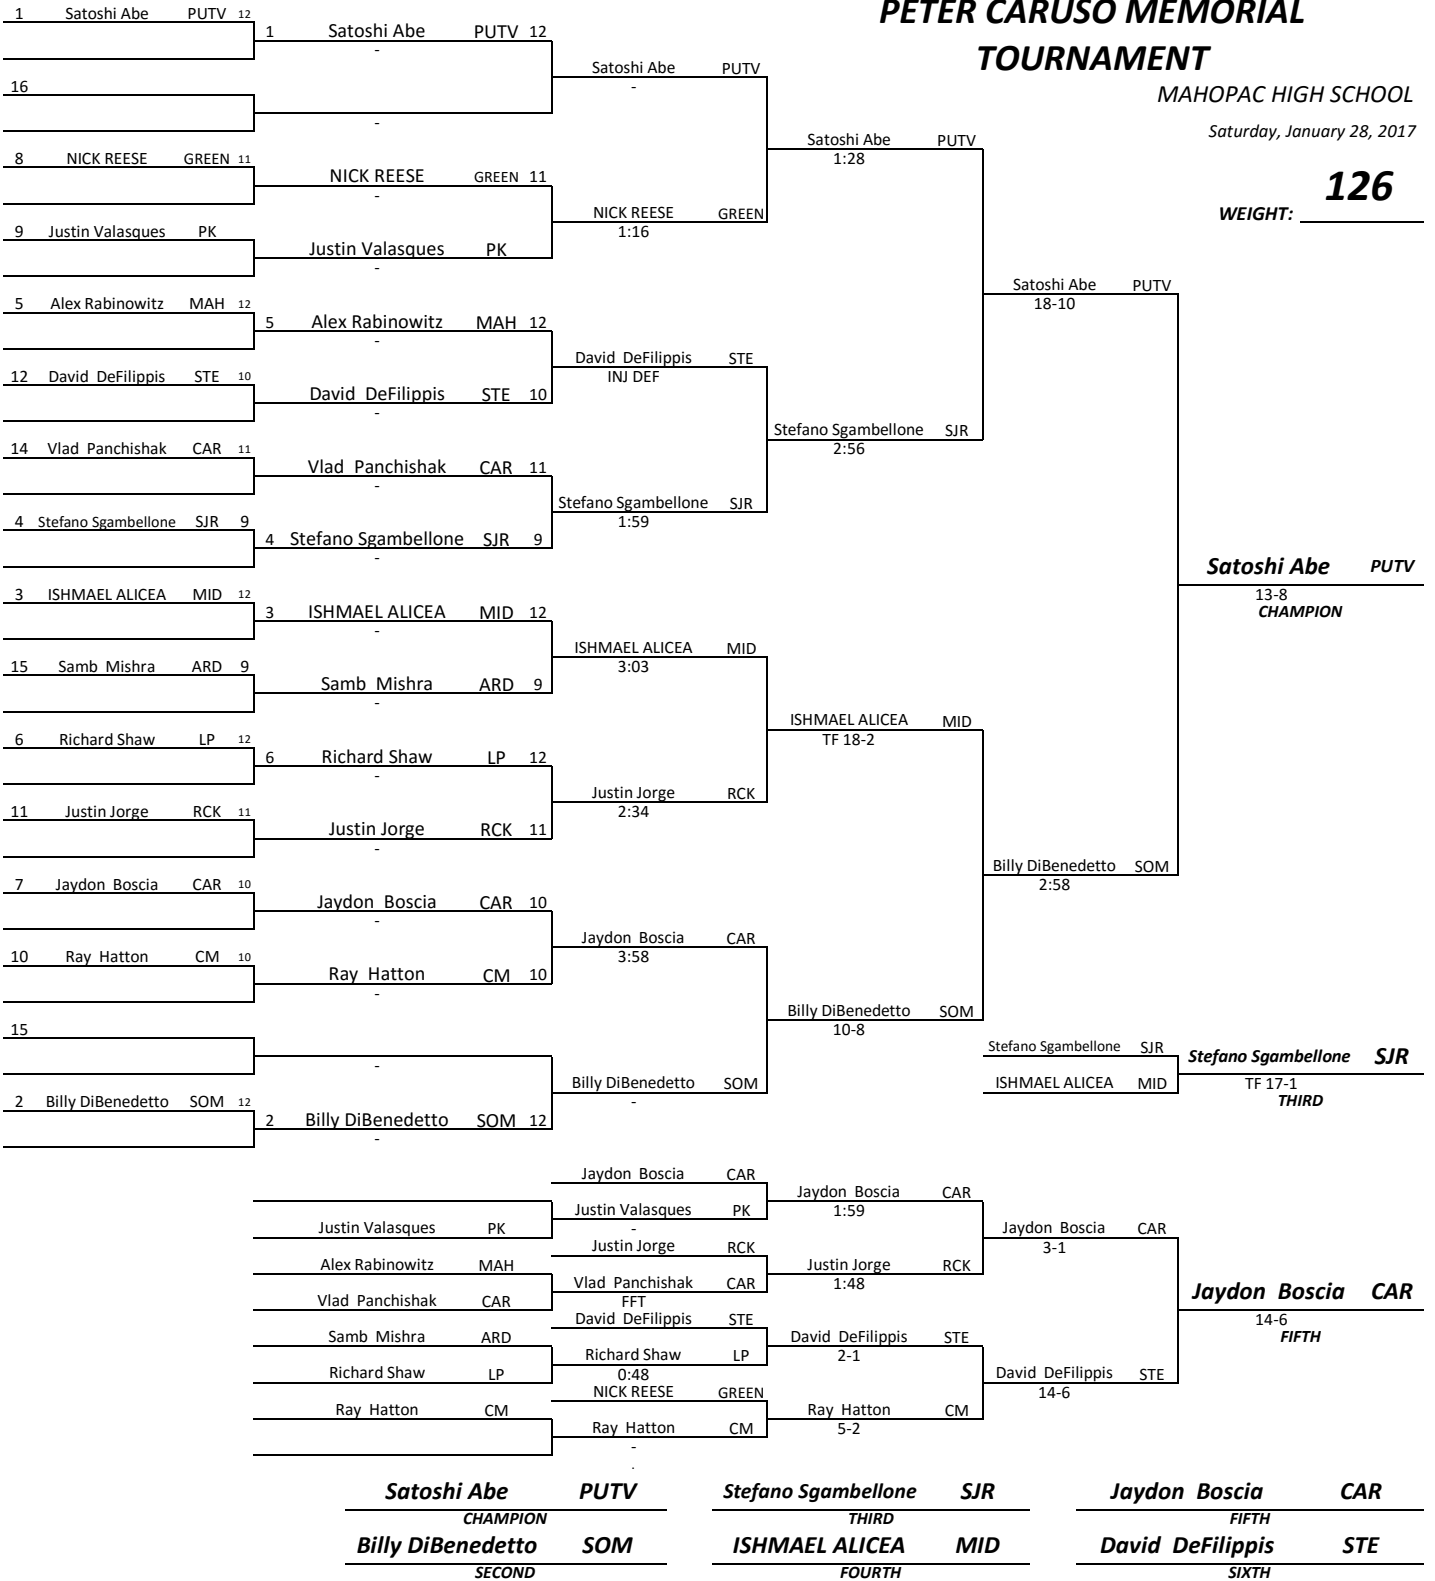 PETER CARUSO MEMORIAL
TOURNAMENT
MAHOPAC HIGH SCHOOL
Saturday, January 28, 2017
126
WEIGHT:
1 Satoshi Abe PUTV 12
16
8 NICK REESE GREEN 11
9 Justin Valasques PK
5 Alex Rabinowitz MAH 12
12 David DeFilippis STE 10
14 Vlad Panchishak CAR 11
4 Stefano Sgambellone SJR 9
3 ISHMAEL ALICEA MID 12
15 Samb Mishra ARD 9
6 Richard Shaw LP 12
11 Justin Jorge RCK 11
7 Jaydon Boscia CAR 10
10 Ray Hatton CM 10
15
2 Billy DiBenedetto SOM 12
1 Satoshi Abe PUTV 12
-
-
NICK REESE GREEN 11
-
Justin Valasques PK
-
5 Alex Rabinowitz MAH 12
-
David DeFilippis STE 10
-
Vlad Panchishak CAR 11
-
4 Stefano Sgambellone SJR 9
-
3 ISHMAEL ALICEA MID 12
-
Samb Mishra ARD 9
-
6 Richard Shaw LP 12
-
Justin Jorge RCK 11
-
Jaydon Boscia CAR 10
-
Ray Hatton CM 10
-
-
2 Billy DiBenedetto SOM 12
-
Satoshi Abe PUTV
-
NICK REESE GREEN
1:16
David DeFilippis STE
INJ DEF
Stefano Sgambellone SJR
1:59
ISHMAEL ALICEA MID
3:03
Justin Jorge RCK
2:34
Jaydon Boscia CAR
3:58
Billy DiBenedetto SOM
-
Satoshi Abe PUTV
1:28
Stefano Sgambellone SJR
2:56
ISHMAEL ALICEA MID
TF 18-2
Billy DiBenedetto SOM
10-8
Satoshi Abe PUTV
18-10
Billy DiBenedetto SOM
2:58
Satoshi Abe PUTV
13-8
CHAMPION
Stefano Sgambellone SJR
ISHMAEL ALICEA MID
Stefano Sgambellone SJR
TF 17-1
THIRD
Justin Valasques PK
Alex Rabinowitz MAH
Vlad Panchishak CAR
Samb Mishra ARD
Richard Shaw LP
Ray Hatton CM
Jaydon Boscia CAR
Justin Valasques PK
-
Justin Jorge RCK
Vlad Panchishak CAR
FFT
David DeFilippis STE
Richard Shaw LP
0:48
NICK REESE GREEN
Ray Hatton CM
-
.
Jaydon Boscia CAR
1:59
Justin Jorge RCK
1:48
David DeFilippis STE
2-1
Ray Hatton CM
5-2
Jaydon Boscia CAR
3-1
David DeFilippis STE
14-6
Jaydon Boscia CAR
14-6
FIFTH
Satoshi Abe PUTV
CHAMPION
Stefano Sgambellone SJR
THIRD
Jaydon Boscia CAR
FIFTH
Billy DiBenedetto SOM
SECOND
ISHMAEL ALICEA MID
FOURTH
David DeFilippis STE
SIXTH